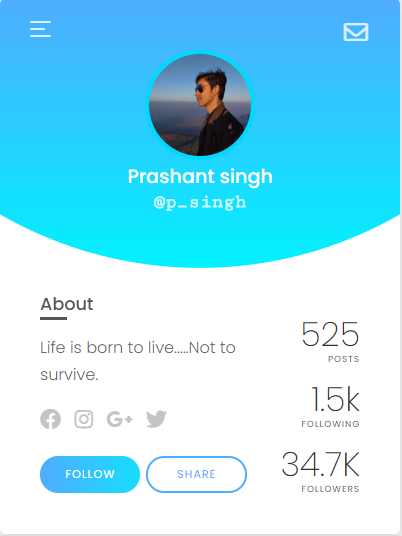 Prashant singh
@p_singh
About
Life is born to live.....Not to
survive.
FOLLOW
SHARE
525
POSTS
1.5k
FOLLOWING
34.7K
FOLLOWERS